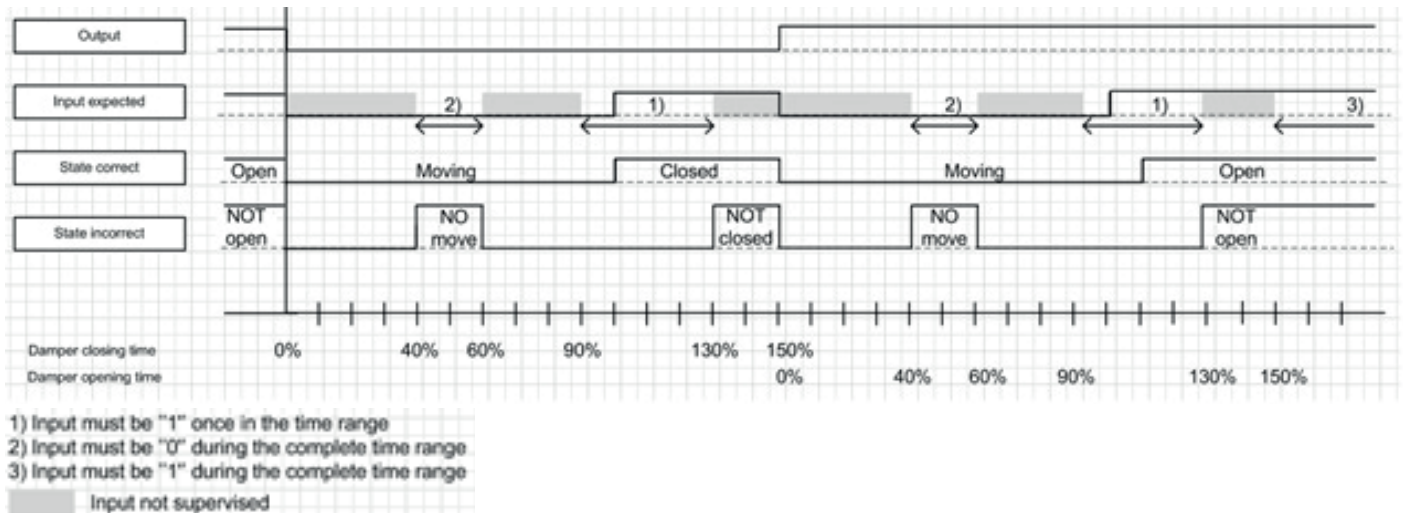 Output
Input expected 2) 1) 2) 1) 3)
State correct Open Moving Closed Moving Open
State incorrect NOT open NO move NOT closed NO move NOT open
Damper closing time 0% 40% 60% 90% 130% 150%
Damper opening time 0% 40% 60% 90% 130% 150%
1) Input must be "1" once in the time range
2) Input must be "0" during the complete time range
3) Input must be "1" during the complete time range
Input not supervised